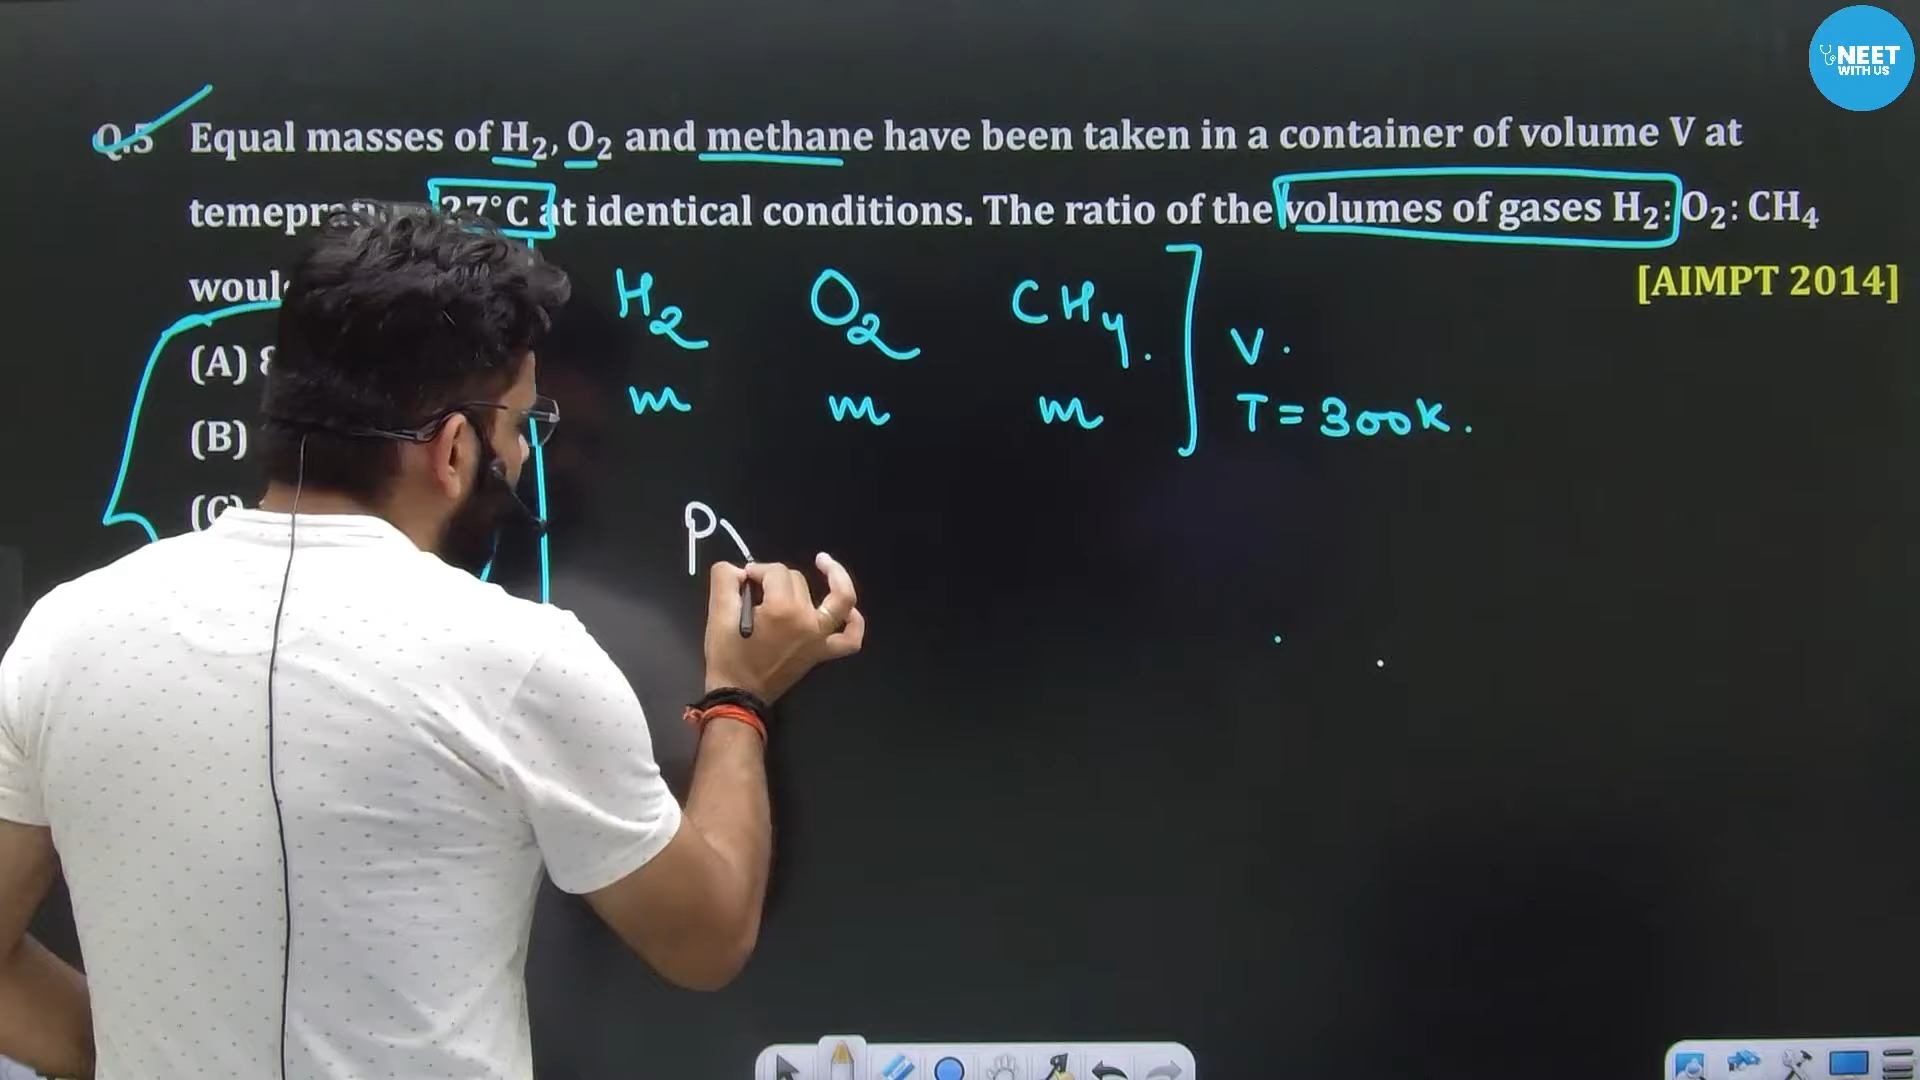 NEET
WITH US
Q.5 Equal masses of H₂, O₂ and methane have been taken in a container of volume V at
27°C at identical conditions. The ratio of the volumes of gases H₂: O₂: CH₄
[AIMPT 2014]
(A)
(B)
(C)
H₂ O₂ CH₄.
m m m
V.
T = 300K.
P